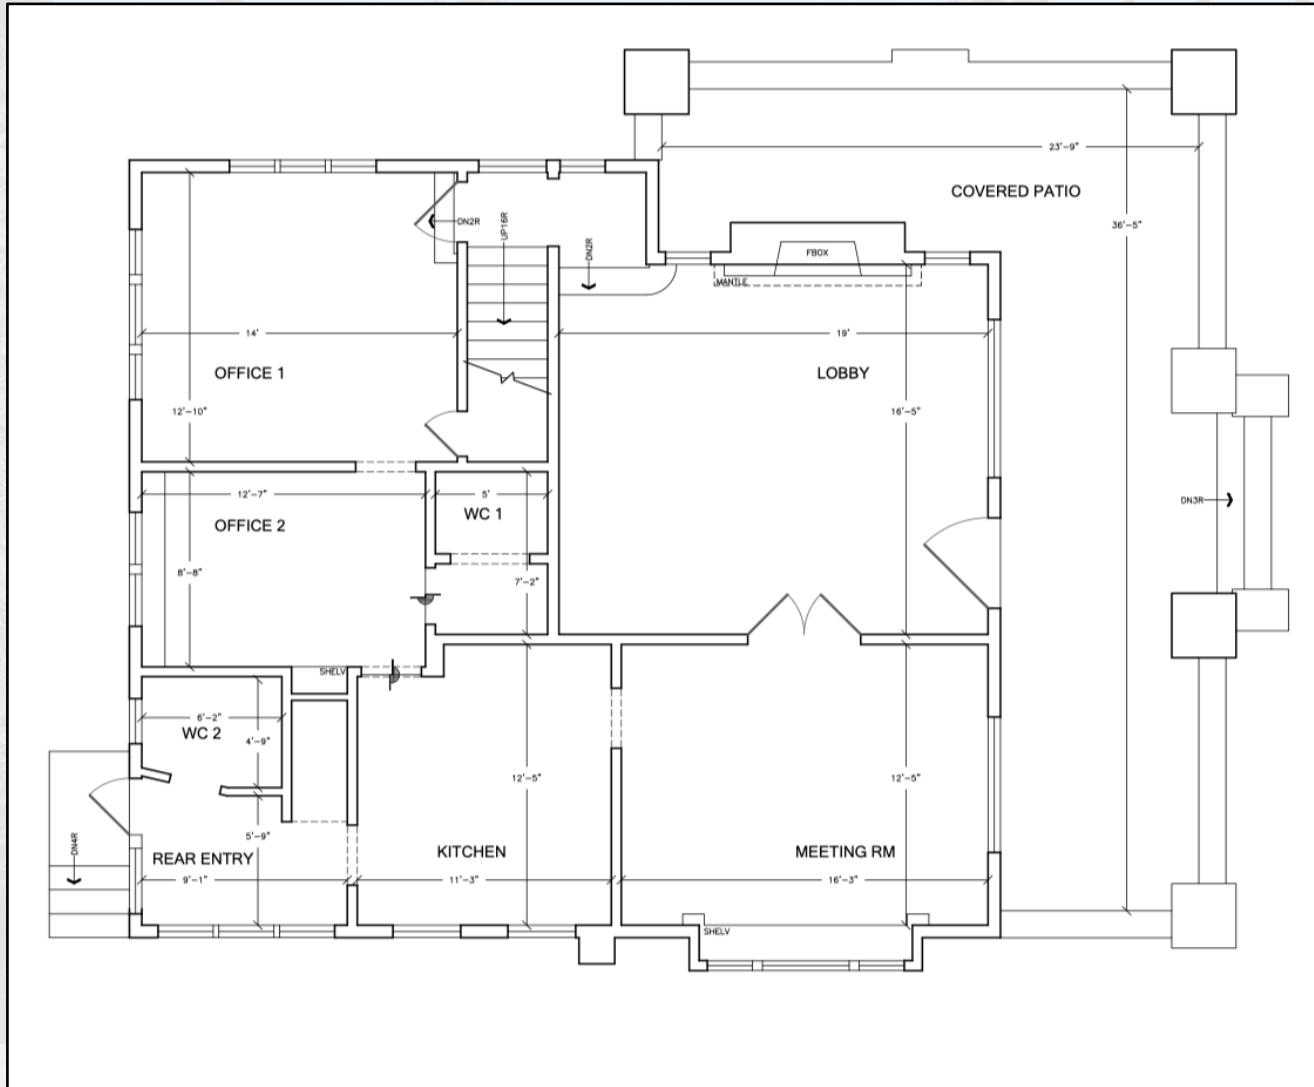 23'-9"
COVERED PATIO
36'-5"
DN2R
UP16R
DN2R
FBOX
MANTLE
14'
19'
OFFICE 1
LOBBY
12'-10"
16'-5"
12'-7"
5'
WC 1
OFFICE 2
DN3R
8'-8"
7'-2"
SHELV
6'-2"
WC 2
4'-9"
12'-5"
12'-5"
5'-9"
DN4R
REAR ENTRY
KITCHEN
MEETING RM
9'-1"
11'-3"
16'-3"
SHELV